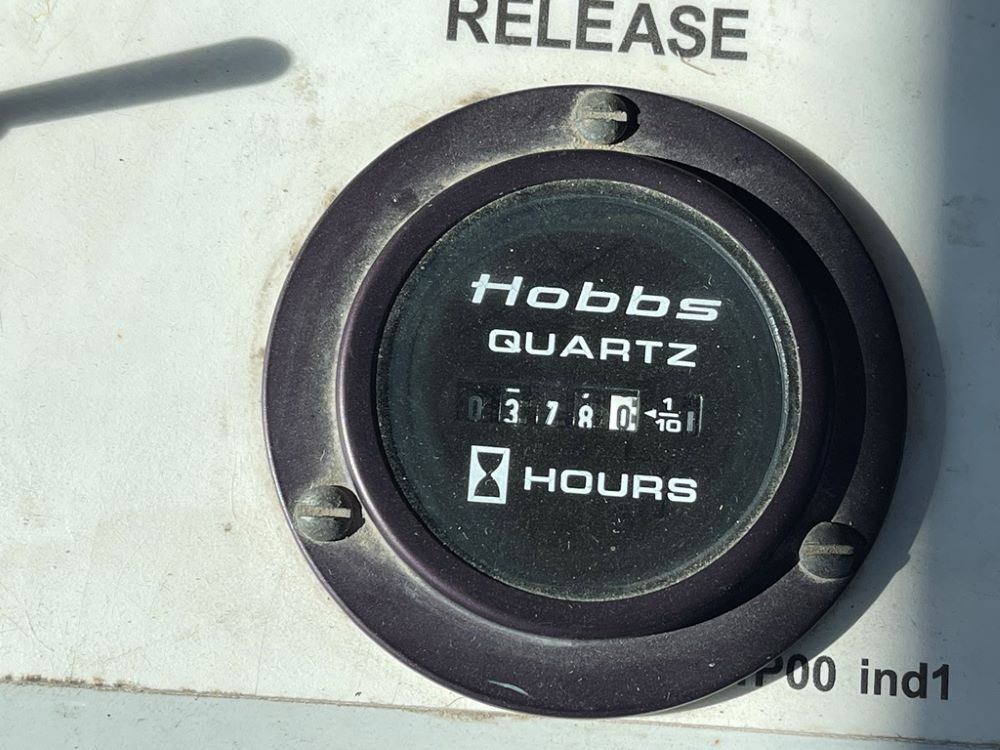 RELEASE
Hobbs
QUARTZ
0 3 7 8 0 ◄ 1/10
HOURS
P00 ind1